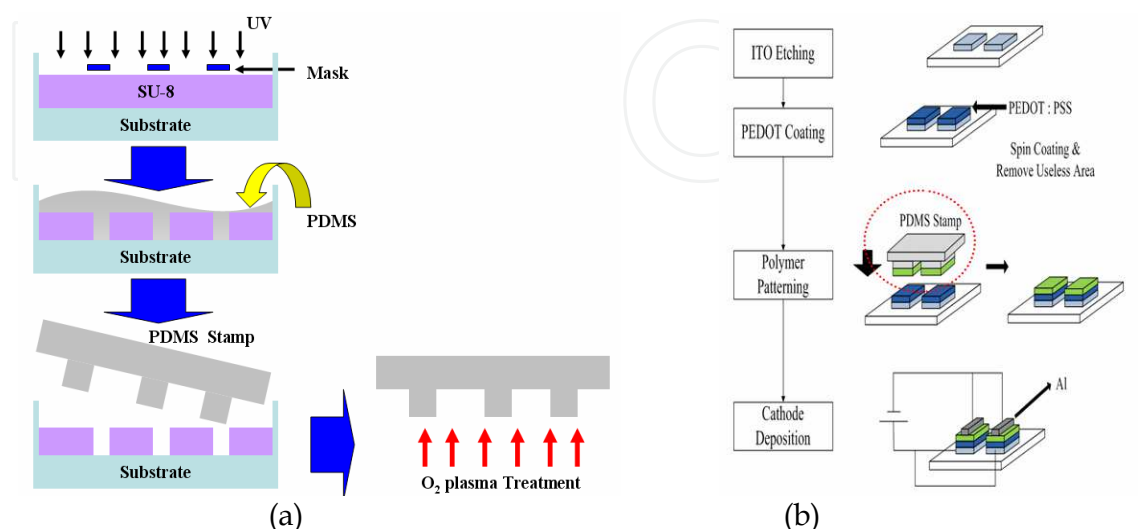 UV
Mask
SU-8
Substrate
PDMS
Substrate
PDMS Stamp
Substrate
O₂ plasma Treatment
(a)
ITO Etching
PEDOT Coating
PEDOT : PSS
Spin Coating &
Remove Useless Area
PDMS Stamp
Polymer
Patterning
Al
Cathode
Deposition
(b)